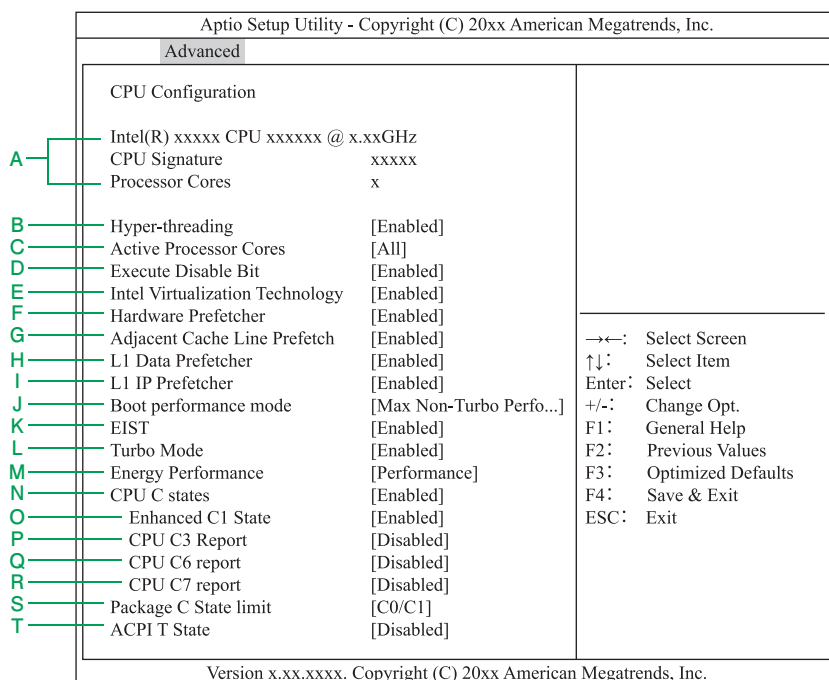 Aptio Setup Utility - Copyright (C) 20xx American Megatrends, Inc.
Advanced
CPU Configuration
A Intel(R) xxxxx CPU xxxxxx @ x.xxGHz
CPU Signature xxxxx
Processor Cores x
B Hyper-threading [Enabled]
C Active Processor Cores [All]
D Execute Disable Bit [Enabled]
E Intel Virtualization Technology [Enabled]
F Hardware Prefetcher [Enabled]
G Adjacent Cache Line Prefetch [Enabled]
H L1 Data Prefetcher [Enabled]
I L1 IP Prefetcher [Enabled]
J Boot performance mode [Max Non-Turbo Perfo...]
K EIST [Enabled]
L Turbo Mode [Enabled]
M Energy Performance [Performance]
N CPU C states [Enabled]
O Enhanced C1 State [Enabled]
P CPU C3 Report [Disabled]
Q CPU C6 report [Disabled]
R CPU C7 report [Disabled]
S Package C State limit [C0/C1]
T ACPI T State [Disabled]
→←: Select Screen
↑↓: Select Item
Enter: Select
+/-: Change Opt.
F1: General Help
F2: Previous Values
F3: Optimized Defaults
F4: Save & Exit
ESC: Exit
Version x.xx.xxxx. Copyright (C) 20xx American Megatrends, Inc.